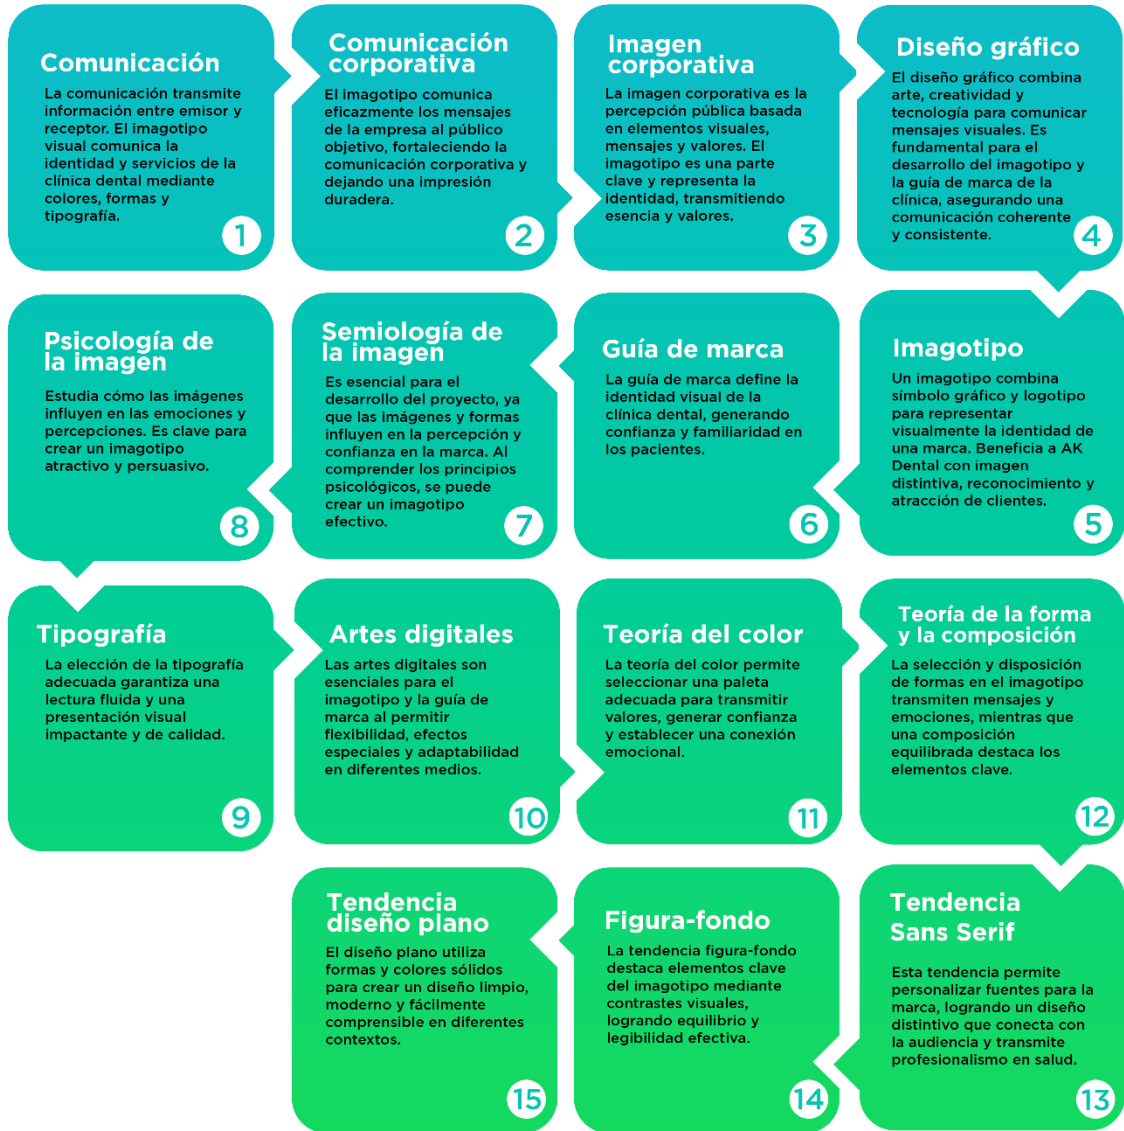 Comunicación
La comunicación transmite
información entre emisor y
receptor. El imagotipo
visual comunica la
identidad y servicios de la
clínica dental mediante
colores, formas y
tipografía.
1
Comunicación
corporativa
El imagotipo comunica
eficazmente los mensajes
de la empresa al público
objetivo, fortaleciendo la
comunicación corporativa y
dejando una impresión
duradera.
2
Imagen
corporativa
La imagen corporativa es la
percepción pública basada
en elementos visuales,
mensajes y valores. El
imagotipo es una parte
clave y representa la
identidad, transmitiendo
esencia y valores.
3
Diseño gráfico
El diseño gráfico combina
arte, creatividad y
tecnología para comunicar
mensajes visuales. Es
fundamental para el
desarrollo del imagotipo y
la guía de marca de la
clínica, asegurando una
comunicación coherente
y consistente.
4
Imagotipo
Un imagotipo combina
símbolo gráfico y logotipo
para representar
visualmente la identidad de
una marca. Beneficia a AK
Dental con imagen
distintiva, reconocimiento y
atracción de clientes.
5
Guía de marca
La guía de marca define la
identidad visual de la
clínica dental, generando
confianza y familiaridad en
los pacientes.
6
Semiología de
la imagen
Es esencial para el
desarrollo del proyecto, ya
que las imágenes y formas
influyen en la percepción y
confianza en la marca. Al
comprender los principios
psicológicos, se puede
crear un imagotipo
efectivo.
7
Psicología de
la imagen
Estudia cómo las imágenes
influyen en las emociones y
percepciones. Es clave para
crear un imagotipo
atractivo y persuasivo.
8
Tipografía
La elección de la tipografía
adecuada garantiza una
lectura fluida y una
presentación visual
impactante y de calidad.
9
Artes digitales
Las artes digitales son
esenciales para el
imagotipo y la guía de
marca al permitir
flexibilidad, efectos
especiales y adaptabilidad
en diferentes medios.
10
Teoría del color
La teoría del color permite
seleccionar una paleta
adecuada para transmitir
valores, generar confianza
y establecer una conexión
emocional.
11
Teoría de la forma
y la composición
La selección y disposición
de formas en el imagotipo
transmiten mensajes y
emociones, mientras que
una composición
equilibrada destaca los
elementos clave.
12
Tendencia
Sans Serif
Esta tendencia permite
personalizar fuentes para la
marca, logrando un diseño
distintivo que conecta con
la audiencia y transmite
profesionalismo en salud.
13
Figura-fondo
La tendencia figura-fondo
destaca elementos clave
del imagotipo mediante
contrastes visuales,
logrando equilibrio y
legibilidad efectiva.
14
Tendencia
diseño plano
El diseño plano utiliza
formas y colores sólidos
para crear un diseño limpio,
moderno y fácilmente
comprensible en diferentes
contextos.
15